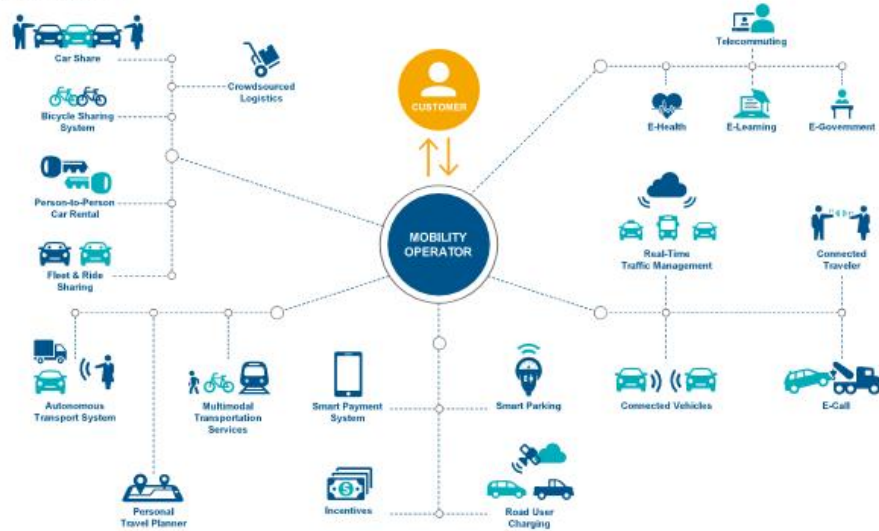 Car Share
Crowdsourced
Logistics
Bicycle Sharing
System
Person-to-Person
Car Rental
Fleet & Ride
Sharing
CUSTOMER
MOBILITY
OPERATOR
Telecommuting
E-Health
E-Learning
E-Government
Real-Time
Traffic Management
Connected
Traveler
Autonomous
Transport System
Multimodal
Transportation
Services
Personal
Travel Planner
Smart Payment
System
Smart Parking
Incentives
Road User
Charging
Connected Vehicles
E-Call